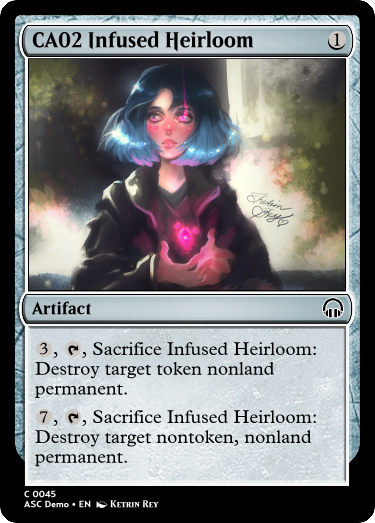 CA02 Infused Heirloom 1
Artifact
3, T, Sacrifice Infused Heirloom:
Destroy target token nonland
permanent.
7, T, Sacrifice Infused Heirloom:
Destroy target nontoken, nonland
permanent.
C 0045
ASC Demo • EN Ketrin Rey